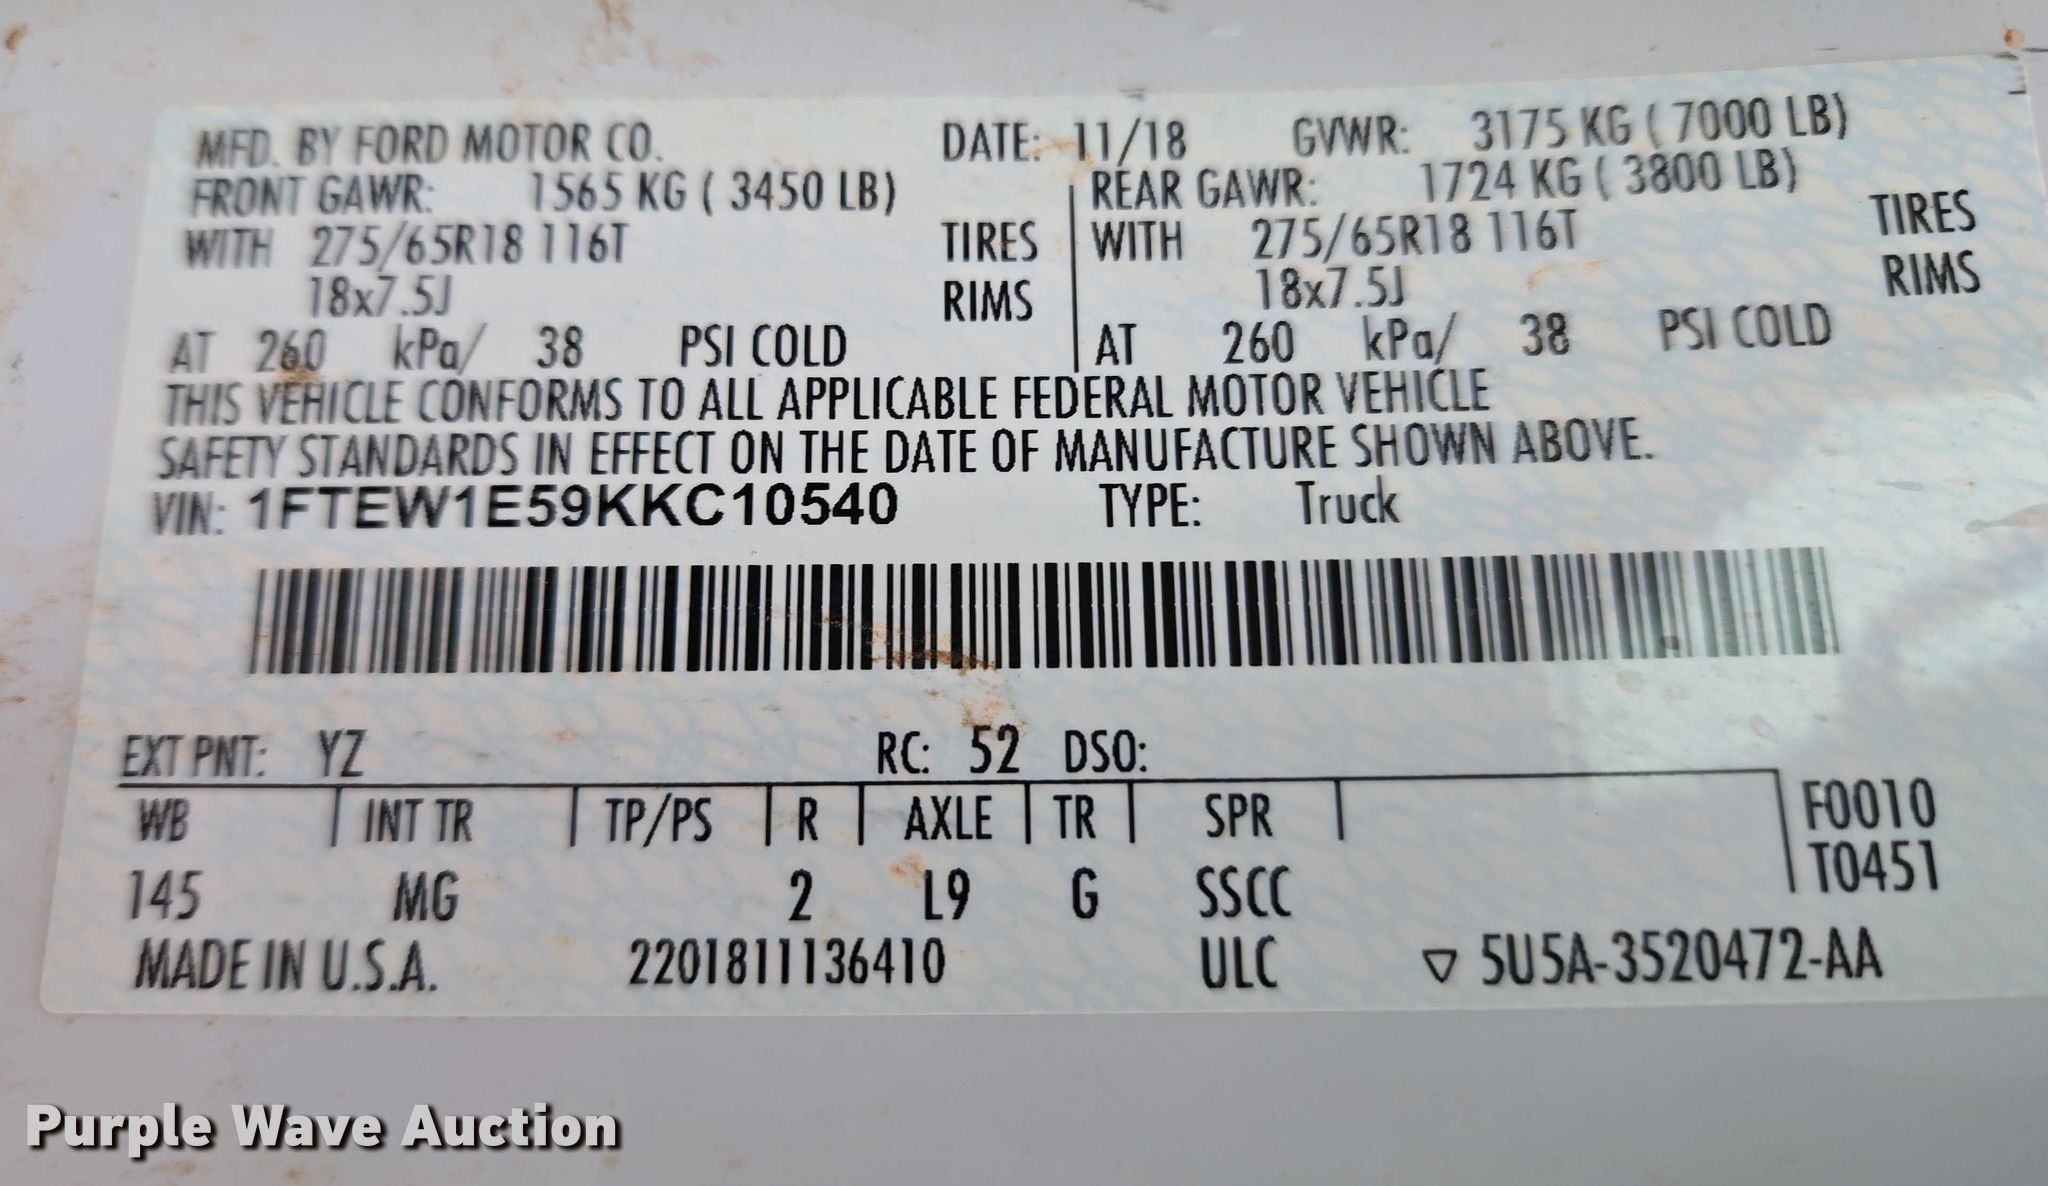 MFD. BY FORD MOTOR CO. DATE: 11/18 GVWR: 3175 KG ( 7000 LB)
FRONT GAWR: 1565 KG ( 3450 LB) REAR GAWR: 1724 KG ( 3800 LB)
WITH 275/65R18 116T TIRES WITH 275/65R18 116T TIRES
18x7.5J RIMS 18x7.5J RIMS
AT 260 kPa/ 38 PSI COLD AT 260 kPa/ 38 PSI COLD
THIS VEHICLE CONFORMS TO ALL APPLICABLE FEDERAL MOTOR VEHICLE
SAFETY STANDARDS IN EFFECT ON THE DATE OF MANUFACTURE SHOWN ABOVE.
VIN: 1FTEW1E59KKC10540 TYPE: Truck
EXT PNT: YZ RC: 52 DSO:
WB INT TR TP/PS R AXLE TR SPR F0010
T0451
145 MG 2 L9 G SSCC
MADE IN U.S.A. 2201811136410 ULC ▽ 5U5A-3520472-AA
Purple Wave Auction